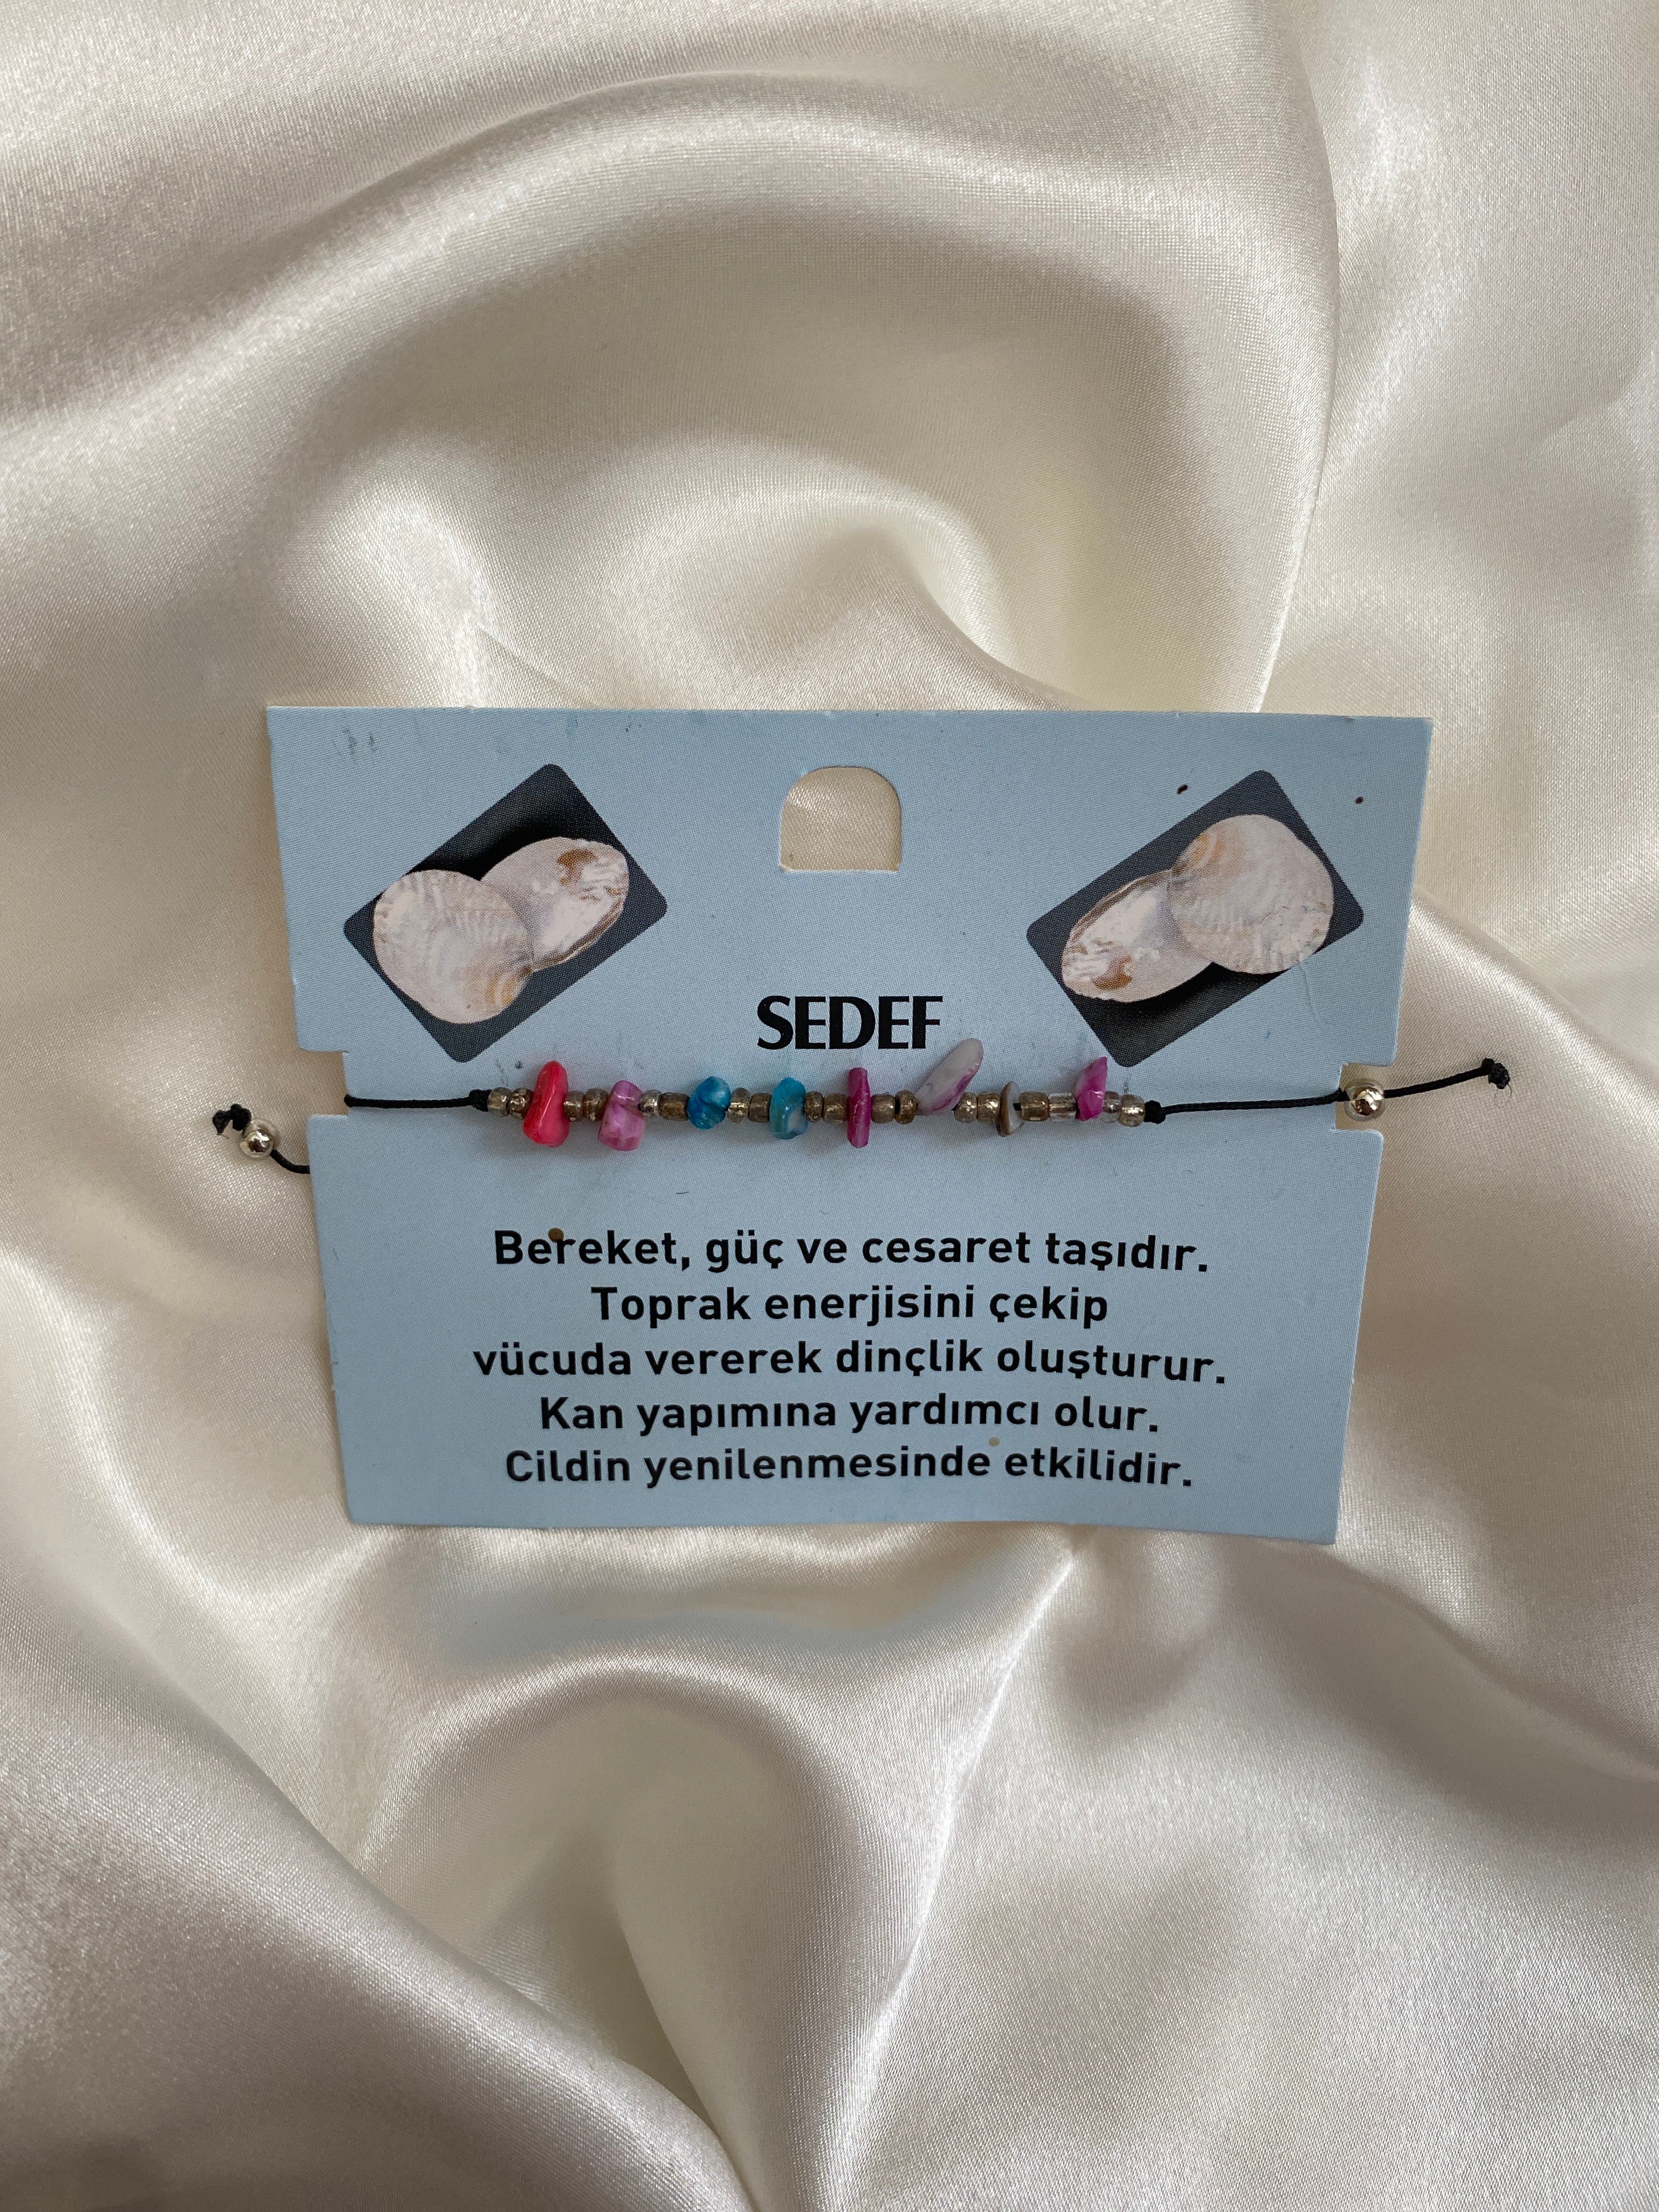 SEDEF
Bereket, güç ve cesaret taşıdır.
Toprak enerjisini çekip
vücuda vererek dinçlik oluşturur.
Kan yapımına yardımcı olur.
Cildin yenilenmesinde etkilidir.